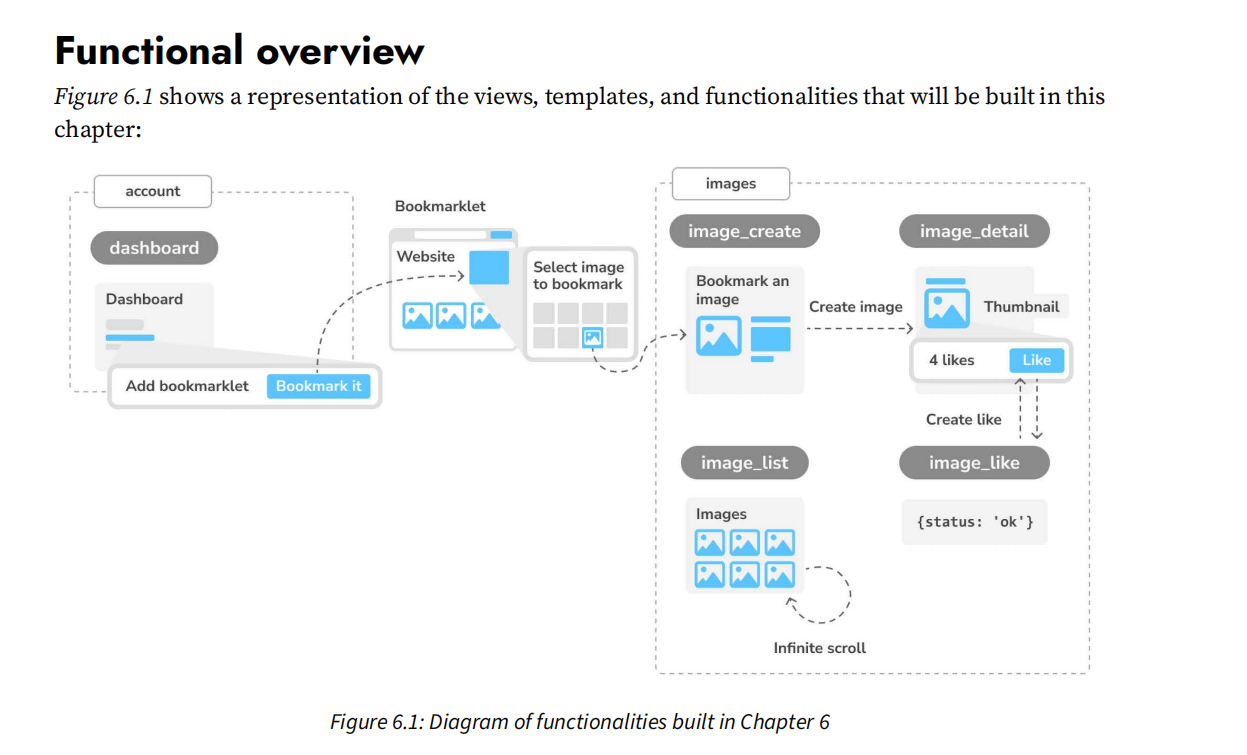 Functional overview
Figure 6.1 shows a representation of the views, templates, and functionalities that will be built in this
chapter:
account
dashboard
Dashboard
Add bookmarklet
Bookmark it
Bookmarklet
Website
Select image
to bookmark
images
image_create
Bookmark an
image
Create image
image_detail
Thumbnail
4 likes
Like
Create like
image_list
Images
Infinite scroll
image_like
{status: 'ok'}
Figure 6.1: Diagram of functionalities built in Chapter 6